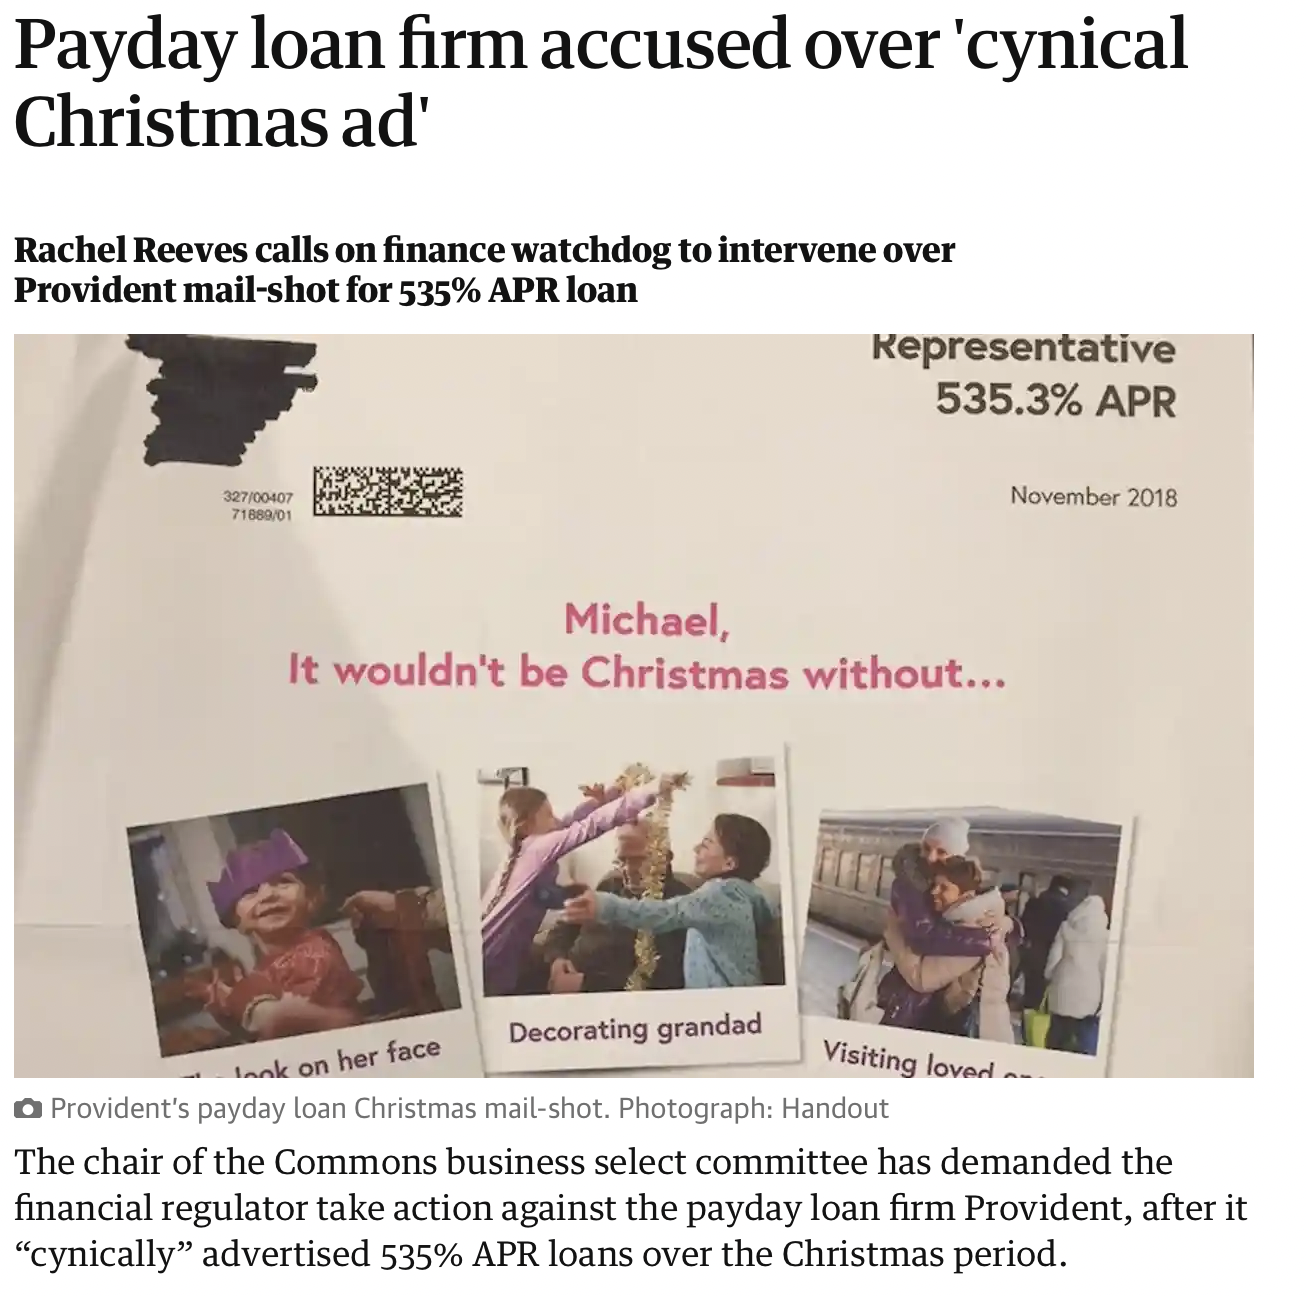 Payday loan firm accused over 'cynical
Christmas ad'
Rachel Reeves calls on finance watchdog to intervene over
Provident mail-shot for 535% APR loan
Representative
535.3% APR
327/00407
71889/01
November 2018
Michael,
It wouldn't be Christmas without...
look on her face
Decorating grandad
Visiting loved
Provident's payday loan Christmas mail-shot. Photograph: Handout
The chair of the Commons business select committee has demanded the
financial regulator take action against the payday loan firm Provident, after it
“cynically” advertised 535% APR loans over the Christmas period.